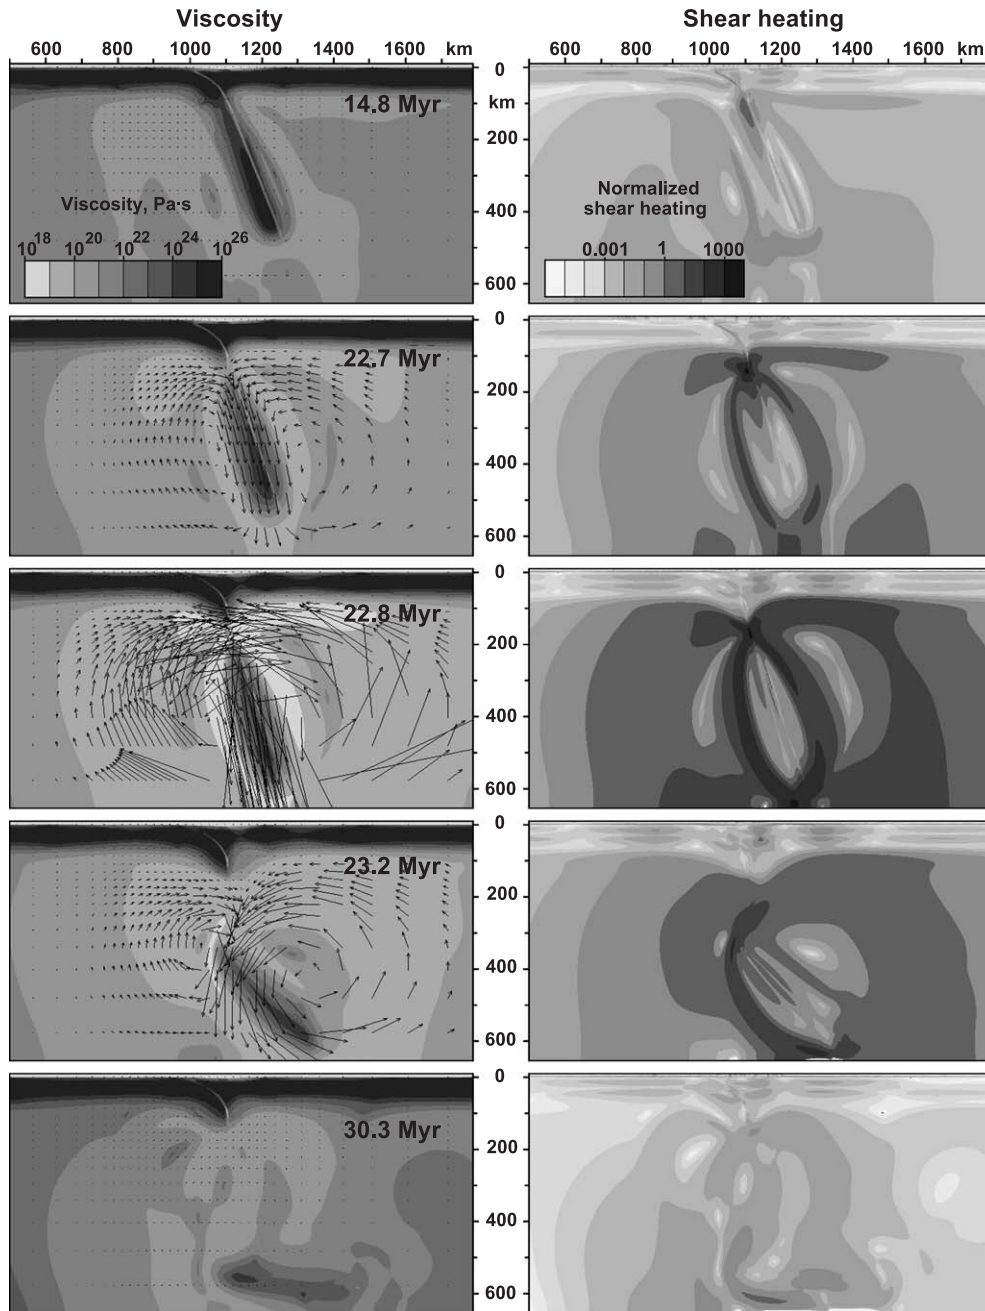 Viscosity
Shear heating
600 800 1000 1200 1400 1600 km
600 800 1000 1200 1400 km
0
km
200
400
600
14.8 Myr
Viscosity, Pa·s
10^18 10^20 10^22 10^24 10^26
Normalized
shear heating
0.001 1 1000
0
200
400
600
22.7 Myr
0
200
400
600
22.8 Myr
0
200
400
600
23.2 Myr
0
200
400
600
30.3 Myr